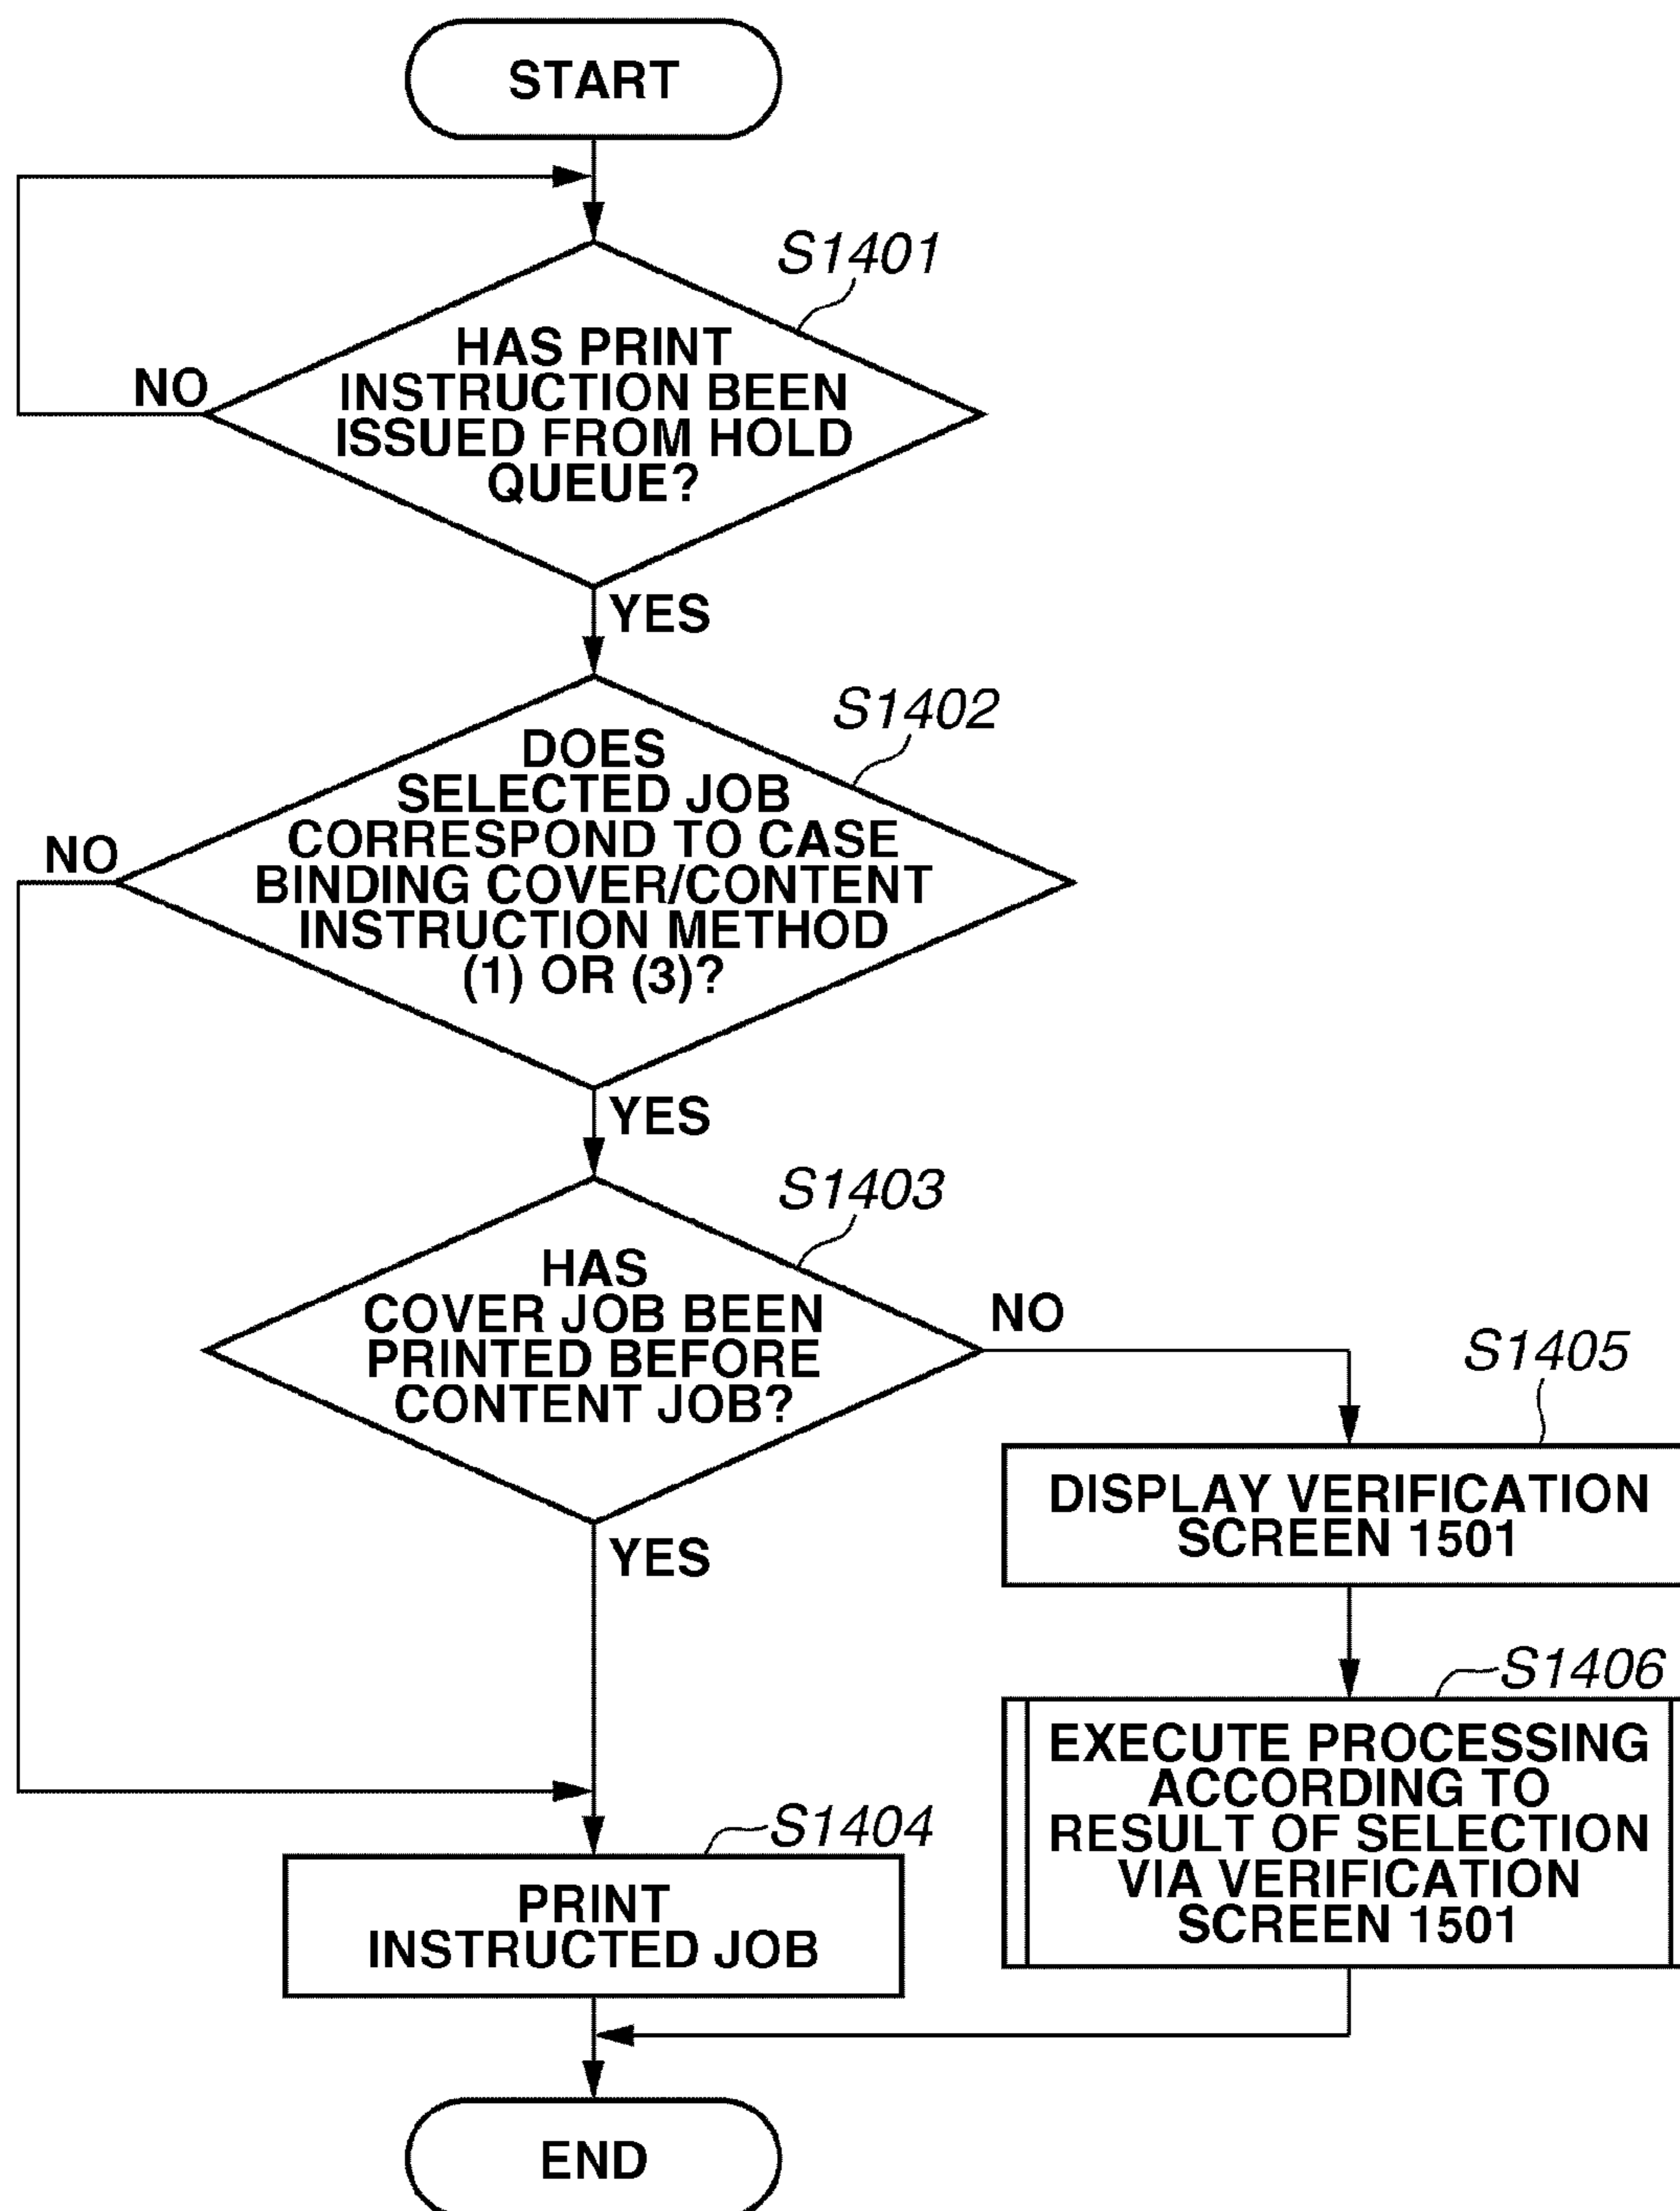 START
S1401
HAS PRINT
INSTRUCTION BEEN
ISSUED FROM HOLD
QUEUE?
NO
YES
S1402
DOES
SELECTED JOB
CORRESPOND TO CASE
BINDING COVER/CONTENT
INSTRUCTION METHOD
(1) OR (3)?
NO
YES
S1403
HAS
COVER JOB BEEN
PRINTED BEFORE
CONTENT JOB?
NO
YES
S1405
DISPLAY VERIFICATION
SCREEN 1501
S1406
EXECUTE PROCESSING
ACCORDING TO
RESULT OF SELECTION
VIA VERIFICATION
SCREEN 1501
S1404
PRINT
INSTRUCTED JOB
END